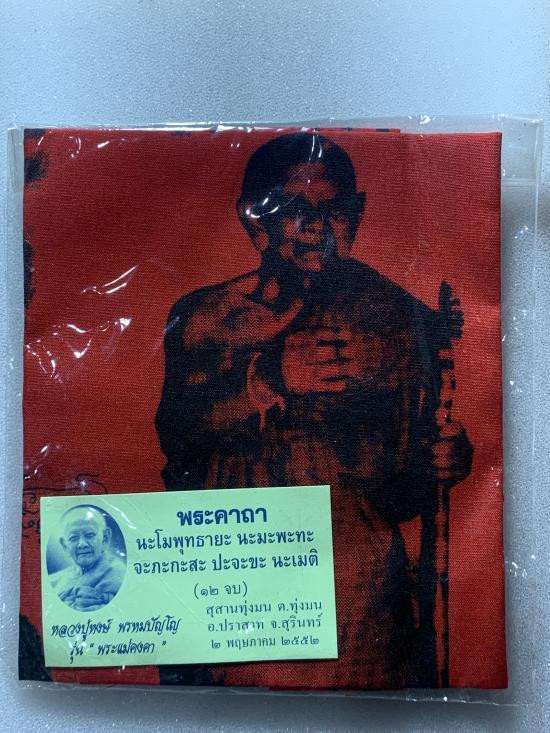 พระคาถา
นะโมพุทธายะ นะมะพะทะ
จะภะกะสะ ปะจะขะ นะเมติ
(๑๒ จบ)
หลวงปู่หงษ์ พรหมปัญโญ
รุ่น " พระแม่คงคา "
สุสานทุ่งมน ต.ทุ่งมน
อ.ปราสาท จ.สุรินทร์
๒ พฤษภาคม ๒๕๕๒